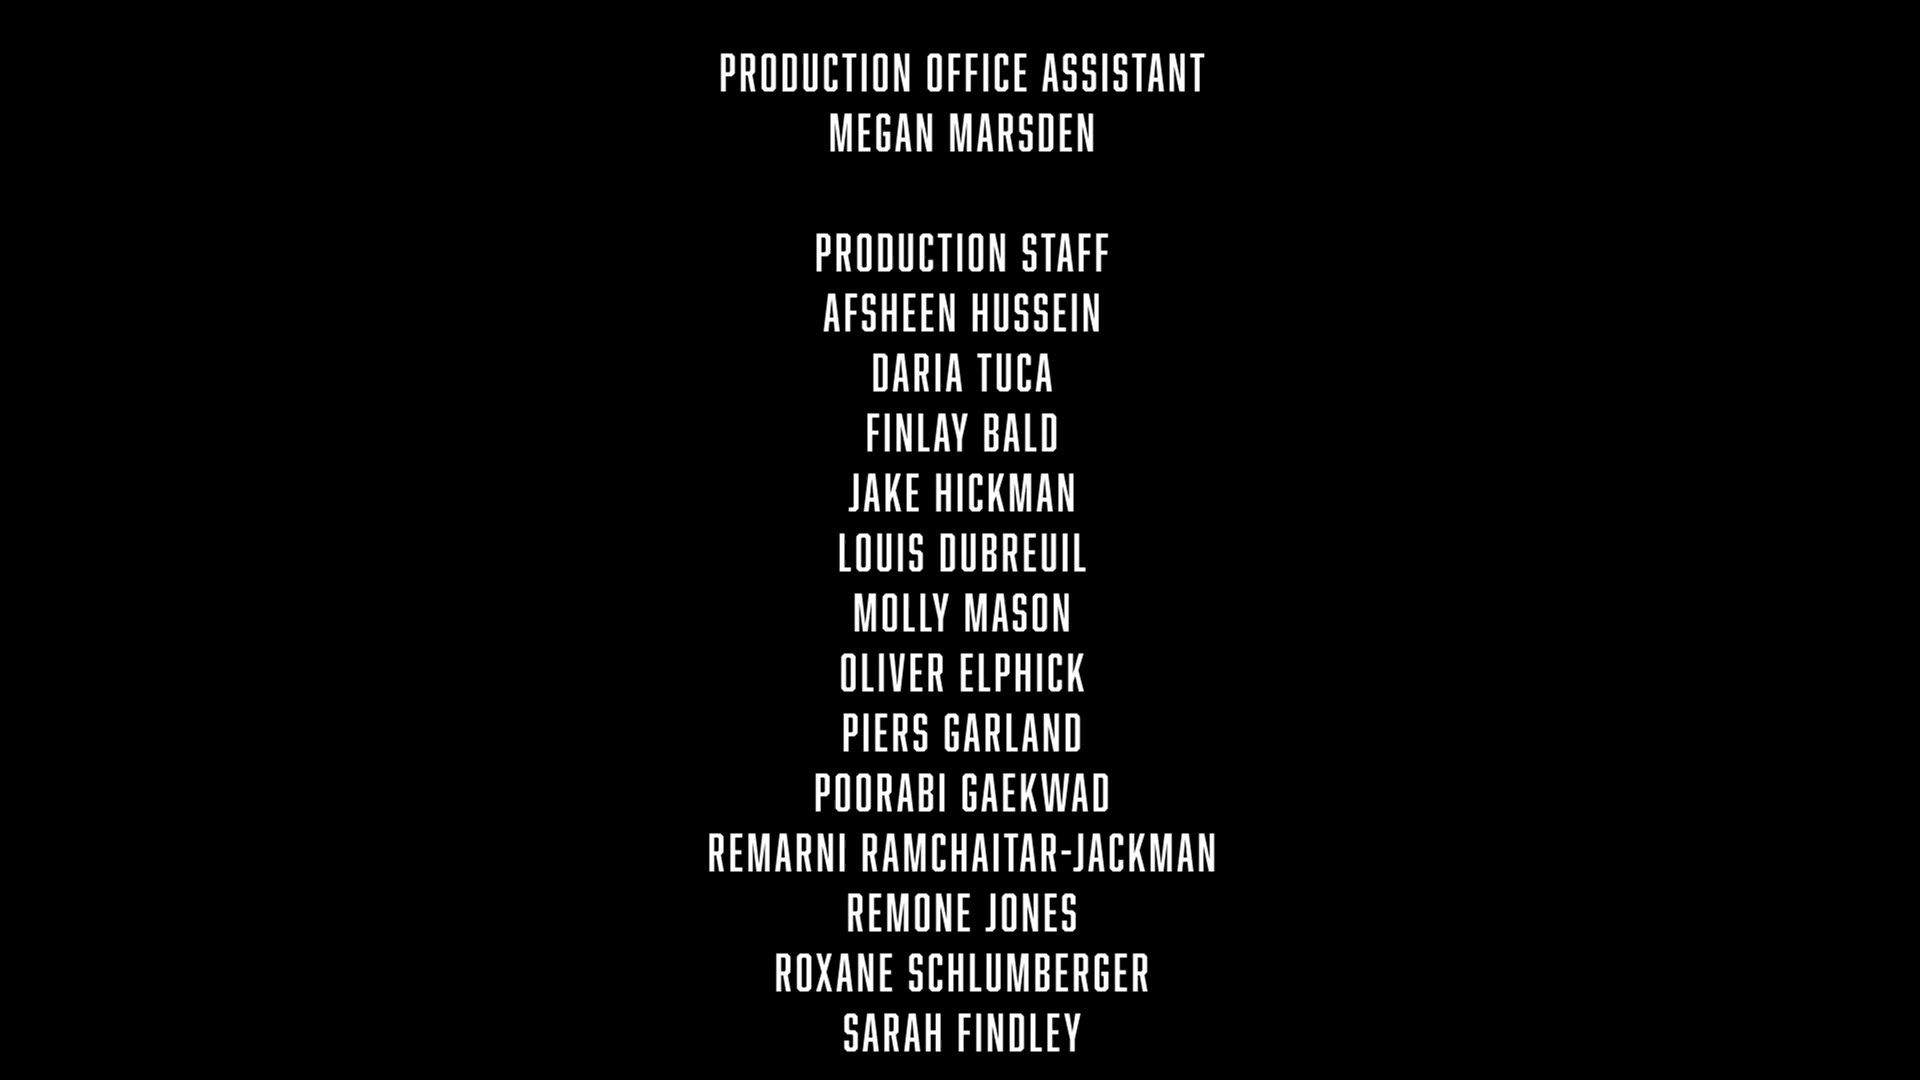 PRODUCTION OFFICE ASSISTANT
MEGAN MARSDEN
PRODUCTION STAFF
AFSHEEN HUSSEIN
DARIA TUCA
FINLAY BALD
JAKE HICKMAN
LOUIS DUBREUIL
MOLLY MASON
OLIVER ELPHICK
PIERS GARLAND
POORABI GAEKWAD
REMARNI RAMCHAITAR-JACKMAN
REMONE JONES
ROXANE SCHLUMBERGER
SARAH FINDLEY